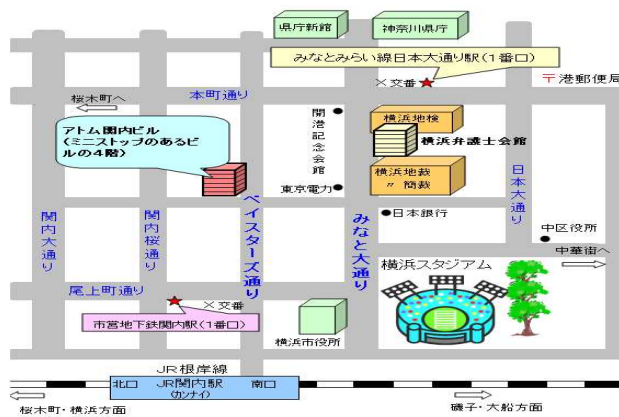 県庁新館
神奈川県庁
みなとみらい線日本大通り駅(1番口)
×交番
〒港郵便局
本町通り
桜木町へ
アトム関内ビル
(ミニストップのあるビ
ルの4階)
開港記念会館
横浜地検
横浜弁護士会館
横浜地裁
〃 簡裁
東京電力
日本大通り
関内大通り
関内桜通り
ベイスターズ通り
みなと大通り
日本銀行
中区役所
中華街へ
横浜スタジアム
尾上町通り
×交番
市営地下鉄関内駅(1番口)
横浜市役所
JR根岸線
北口
JR関内駅
(カンナイ)
南口
桜木町・横浜方面
磯子・大船方面